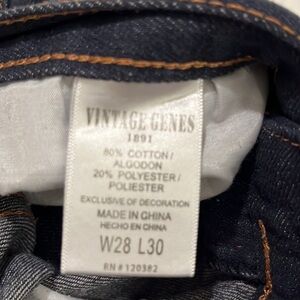 VINTAGE GENES
1891
80% COTTON/
ALGODON
20% POLYESTER/
POLIESTER
EXCLUSIVE OF DECORATION
MADE IN CHINA
HECHO EN CHINA
W28 L30
RN # 120382